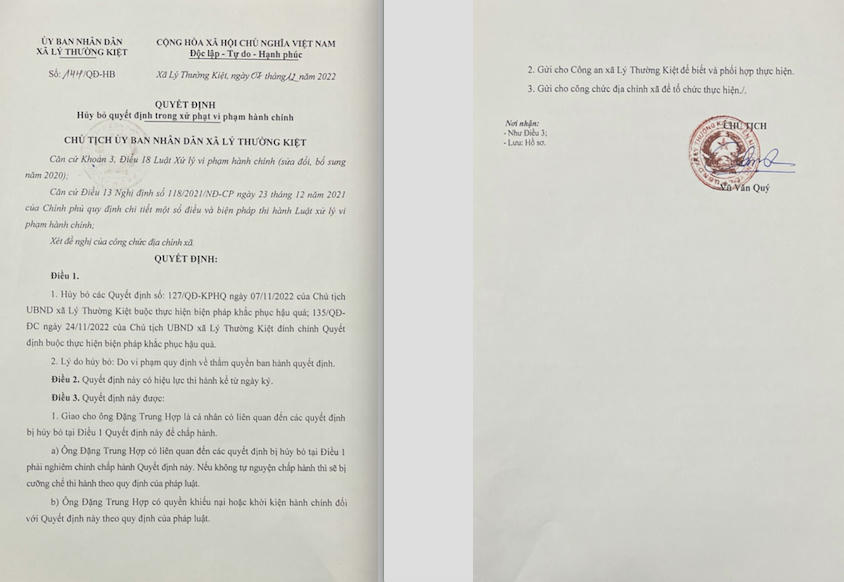 ỦY BAN NHÂN DÂN
XÃ LÝ THƯỜNG KIỆT
CỘNG HÒA XÃ HỘI CHỦ NGHĨA VIỆT NAM
Độc lập - Tự do - Hạnh phúc
Số: 144/QĐ-HB
Xã Lý Thường Kiệt, ngày 07 tháng 12 năm 2022
QUYẾT ĐỊNH
Hủy bỏ quyết định trong xử phạt vi phạm hành chính
CHỦ TỊCH ỦY BAN NHÂN DÂN XÃ LÝ THƯỜNG KIỆT
Căn cứ Khoản 3, Điều 18 Luật Xử lý vi phạm hành chính (sửa đổi, bổ sung
năm 2020);
Căn cứ Điều 13 Nghị định số 118/2021/NĐ-CP ngày 23 tháng 12 năm 2021
của Chính phủ quy định chi tiết một số điều và biện pháp thi hành Luật xử lý vi
phạm hành chính;
Xét đề nghị của công chức địa chính xã.
QUYẾT ĐỊNH:
Điều 1.
1. Hủy bỏ các Quyết định số: 127/QĐ-KPHQ ngày 07/11/2022 của Chủ tịch
UBND xã Lý Thường Kiệt buộc thực hiện biện pháp khắc phục hậu quả; 135/QĐ-
ĐC ngày 24/11/2022 của Chủ tịch UBND xã Lý Thường Kiệt đính chính Quyết
định buộc thực hiện biện pháp khắc phục hậu quả.
2. Lý do hủy bỏ: Do vi phạm quy định về thẩm quyền ban hành quyết định.
Điều 2. Quyết định này có hiệu lực thi hành kể từ ngày ký.
Điều 3. Quyết định này được:
1. Giao cho ông Đặng Trung Hợp là cá nhân có liên quan đến các quyết định
bị hủy bỏ tại Điều 1 Quyết định này để chấp hành.
a) Ông Đặng Trung Hợp có liên quan đến các quyết định bị hủy bỏ tại Điều 1
phải nghiêm chỉnh chấp hành Quyết định này. Nếu không tự nguyện chấp hành thì sẽ bị
cưỡng chế thi hành theo quy định của pháp luật.
b) Ông Đặng Trung Hợp có quyền khiếu nại hoặc khởi kiện hành chính đối
với Quyết định này theo quy định của pháp luật.
2. Gửi cho Công an xã Lý Thường Kiệt để biết và phối hợp thực hiện.
3. Gửi cho công chức địa chính xã để tổ chức thực hiện./.
Nơi nhận:
- Như Điều 3;
- Lưu: Hồ sơ.
CHỦ TỊCH
Vũ Văn Quý